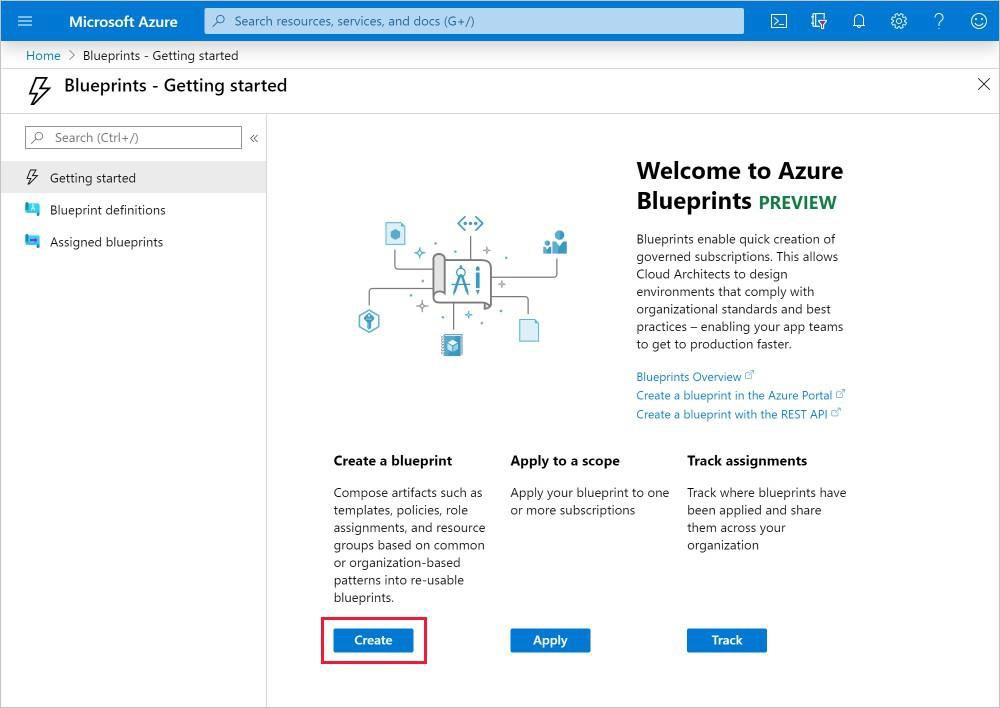 Microsoft Azure
Search resources, services, and docs (G+/)
Home > Blueprints - Getting started
Blueprints - Getting started
Search (Ctrl+/)
Getting started
Blueprint definitions
Assigned blueprints
Welcome to Azure
Blueprints PREVIEW
Blueprints enable quick creation of
governed subscriptions. This allows
Cloud Architects to design
environments that comply with
organizational standards and best
practices – enabling your app teams
to get to production faster.
Blueprints Overview
Create a blueprint in the Azure Portal
Create a blueprint with the REST API
Create a blueprint
Compose artifacts such as
templates, policies, role
assignments, and resource
groups based on common
or organization-based
patterns into re-usable
blueprints.
Create
Apply to a scope
Apply your blueprint to one
or more subscriptions
Apply
Track assignments
Track where blueprints have
been applied and share
them across your
organization
Track